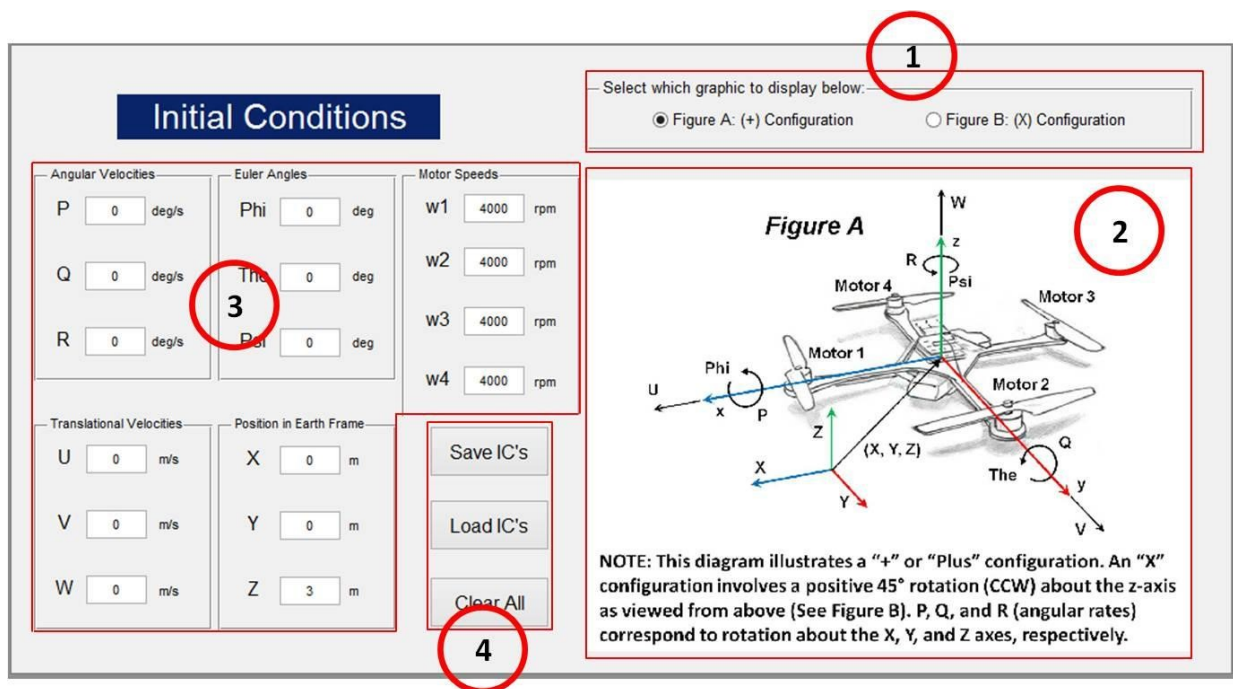 1
Select which graphic to display below:
Figure A: (+) Configuration
Figure B: (X) Configuration
Initial Conditions
Angular Velocities
P 0 deg/s
Q 0 deg/s
R 0 deg/s
Euler Angles
Phi 0 deg
The 0 deg
Psi 0 deg
3
Motor Speeds
w1 4000 rpm
w2 4000 rpm
w3 4000 rpm
w4 4000 rpm
Translational Velocities
U 0 m/s
V 0 m/s
W 0 m/s
Position in Earth Frame
X 0 m
Y 0 m
Z 3 m
Save IC's
Load IC's
Clear All
4
2
Figure A
W
z
R
Psi
Motor 4
Motor 3
Motor 1
Phi
Motor 2
U
x
P
Z
(X, Y, Z)
Q
X
The
y
Y
V
NOTE: This diagram illustrates a “+” or “Plus” configuration. An “X”
configuration involves a positive 45° rotation (CCW) about the z-axis
as viewed from above (See Figure B). P, Q, and R (angular rates)
correspond to rotation about the X, Y, and Z axes, respectively.